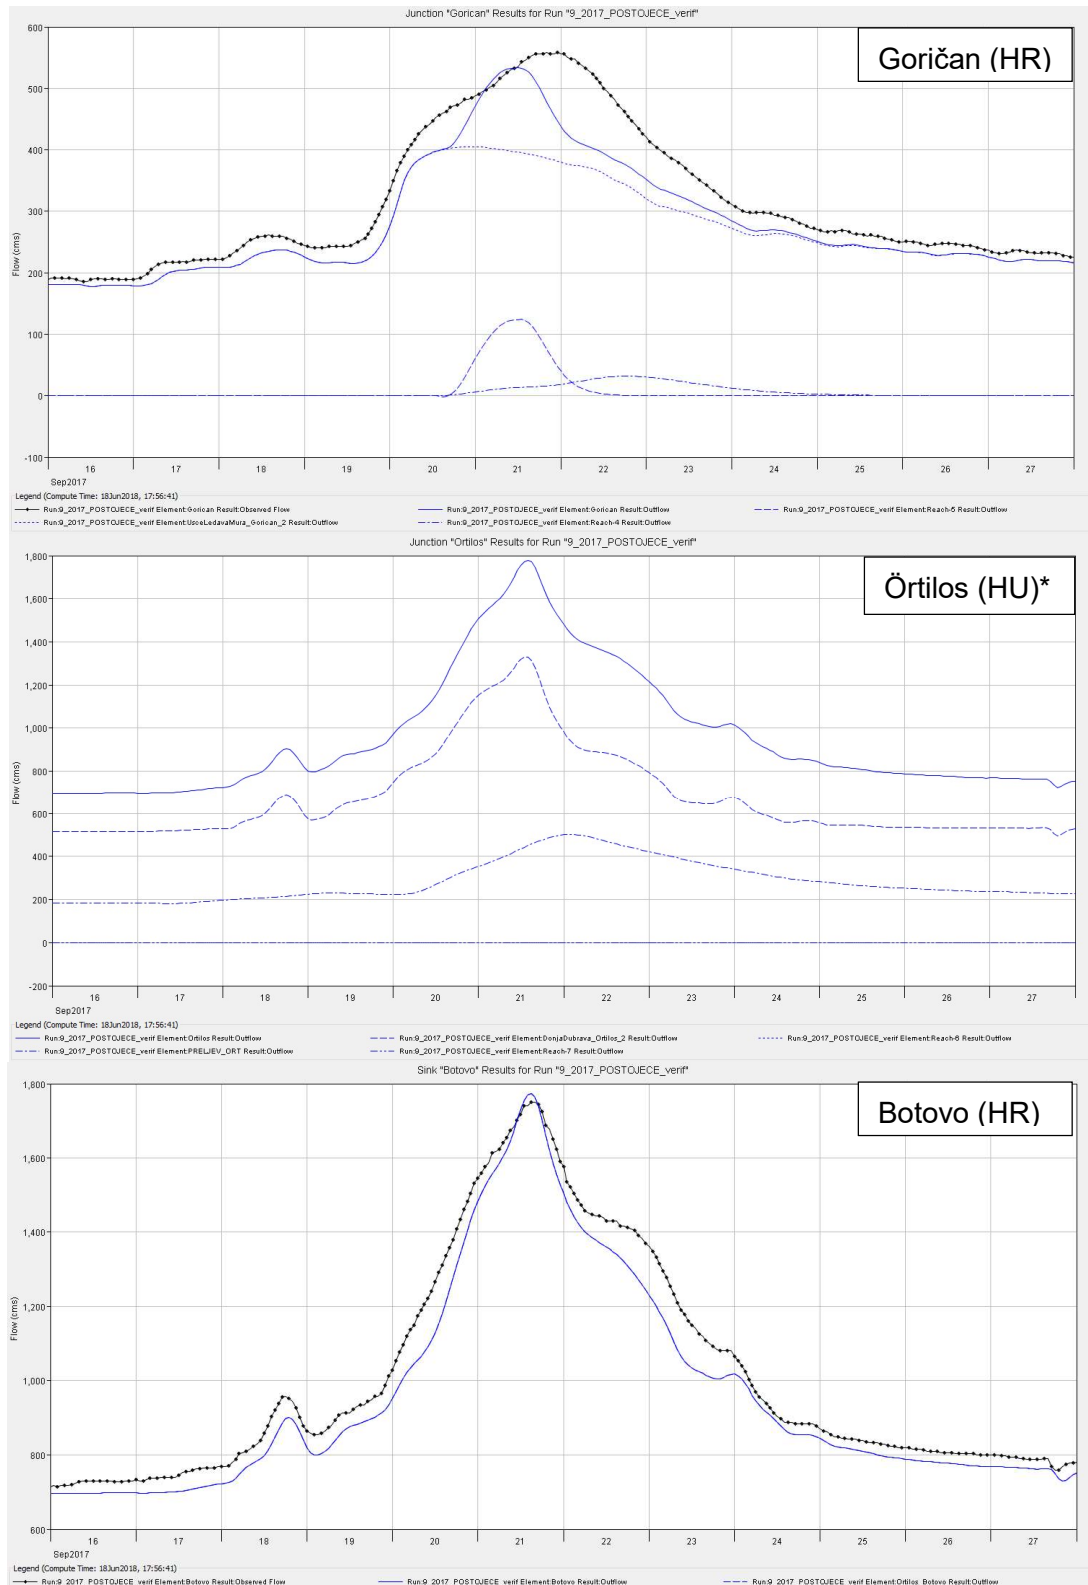 Junction "Gorican" Results for Run "9_2017_POSTOJECE_verif"
Goričan (HR)
600
500
400
300
200
100
0
-100
Flow (cms)
16 17 18 19 20 21 22 23 24 25 26 27
Sep2017
Legend (Compute Time: 18Jun2018, 17:56:41)
Run:9_2017_POSTOJECE_verif Element:Gorican Result:Observed Flow Run:9_2017_POSTOJECE_verif Element:Gorican Result:Outflow Run:9_2017_POSTOJECE_verif Element:Reach-5 Result:Outflow
Run:9_2017_POSTOJECE_verif Element:UsceLedavaMura_Gorican_2 Result:Outflow Run:9_2017_POSTOJECE_verif Element:Reach-4 Result:Outflow
Junction "Ortilos" Results for Run "9_2017_POSTOJECE_verif"
Örtilos (HU)*
1,800
1,600
1,400
1,200
1,000
800
600
400
200
0
-200
Flow (cms)
16 17 18 19 20 21 22 23 24 25 26 27
Sep2017
Legend (Compute Time: 18Jun2018, 17:56:41)
Run:9_2017_POSTOJECE_verif Element:Ortilos Result:Outflow Run:9_2017_POSTOJECE_verif Element:DonjaDubrava_Ortilos_2 Result:Outflow Run:9_2017_POSTOJECE_verif Element:Reach-6 Result:Outflow
Run:9_2017_POSTOJECE_verif Element:PRELJEV_ORT Result:Outflow Run:9_2017_POSTOJECE_verif Element:Reach-7 Result:Outflow
Sink "Botovo" Results for Run "9_2017_POSTOJECE_verif"
Botovo (HR)
1,800
1,600
1,400
1,200
1,000
800
600
Flow (cms)
16 17 18 19 20 21 22 23 24 25 26 27
Sep2017
Legend (Compute Time: 18Jun2018, 17:56:41)
Run:9_2017_POSTOJECE_verif Element:Botovo Result:Observed Flow Run:9_2017_POSTOJECE_verif Element:Botovo Result:Outflow Run:9_2017_POSTOJECE_verif Element:Ortilos_Botovo Result:Outflow